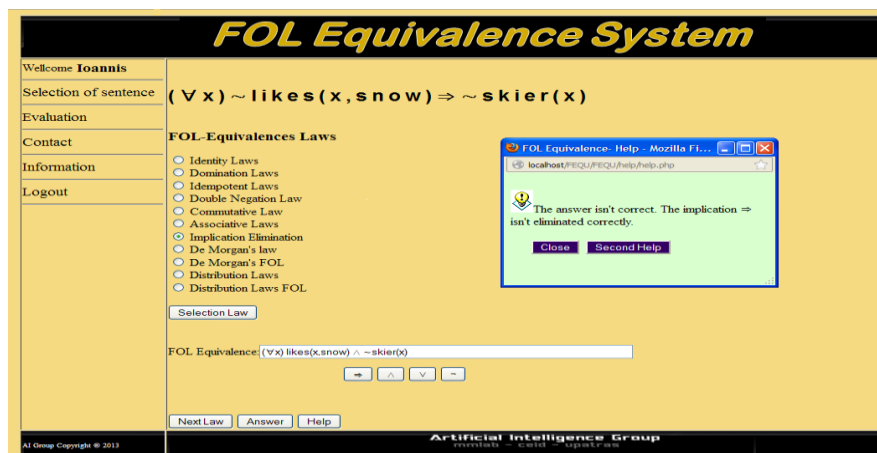 FOL Equivalence System
Wellcome Ioannis
Selection of sentence
Evaluation
Contact
Information
Logout
(∀x)~likes(x,snow)⇒~skier(x)
FOL-Equivalences Laws
Identity Laws
Domination Laws
Idempotent Laws
Double Negation Law
Commutative Law
Associative Laws
Implication Elimination
De Morgan's law
De Morgan's FOL
Distribution Laws
Distribution Laws FOL
Selection Law
FOL Equivalence: (∀x) likes(x,snow) ∧ ~skier(x)
⇒ ∧ ∨ ~
Next Law Answer Help
FOL Equivalence- Help - Mozilla Fi...
localhost/FEQU/FEQU/help/help.php
The answer isn't correct. The implication ⇒
isn't eliminated correctly.
Close Second Help
AI Group Copyright © 2013
Artificial Intelligence Group
mmlab - ceid - upatras